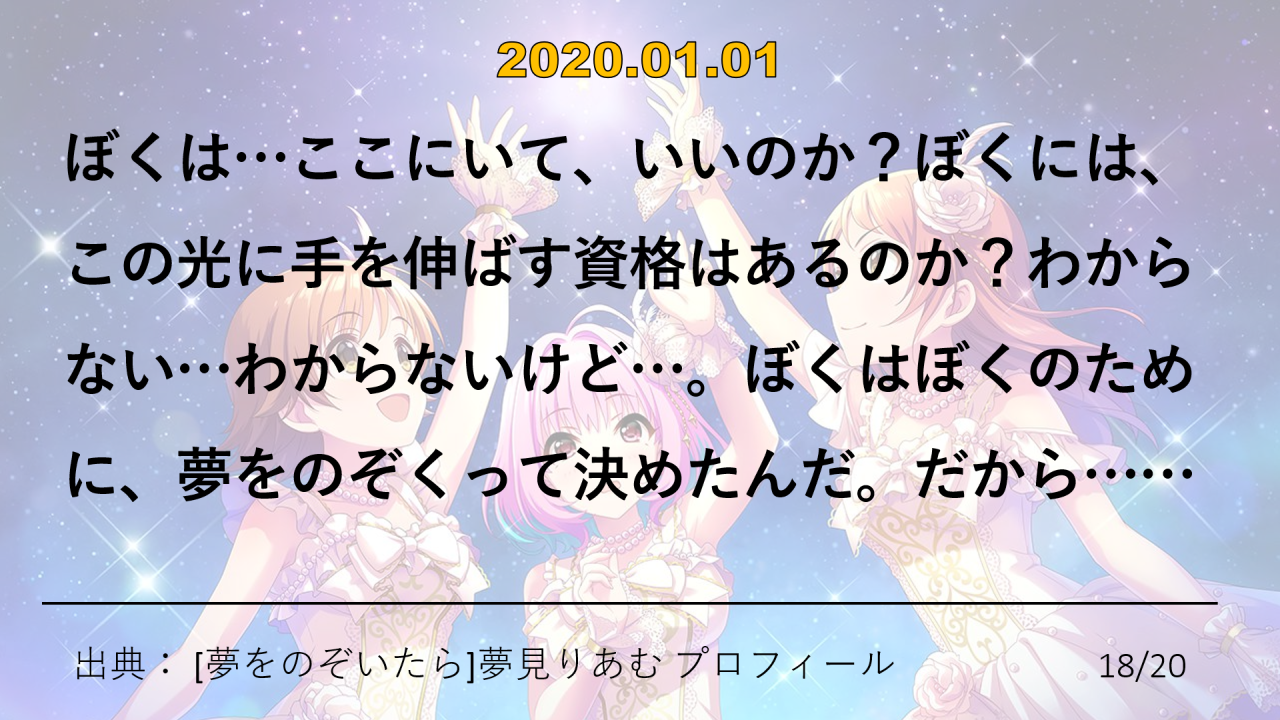 2020.01.01
ぼくは…ここにいて、いいのか？ぼくには、
この光に手を伸ばす資格はあるのか？わから
ない…わからないけど…。ぼくはぼくのため
に、夢をのぞくって決めたんだ。だから……
出典： [夢をのぞいたら]夢見りあむ プロフィール
18/20